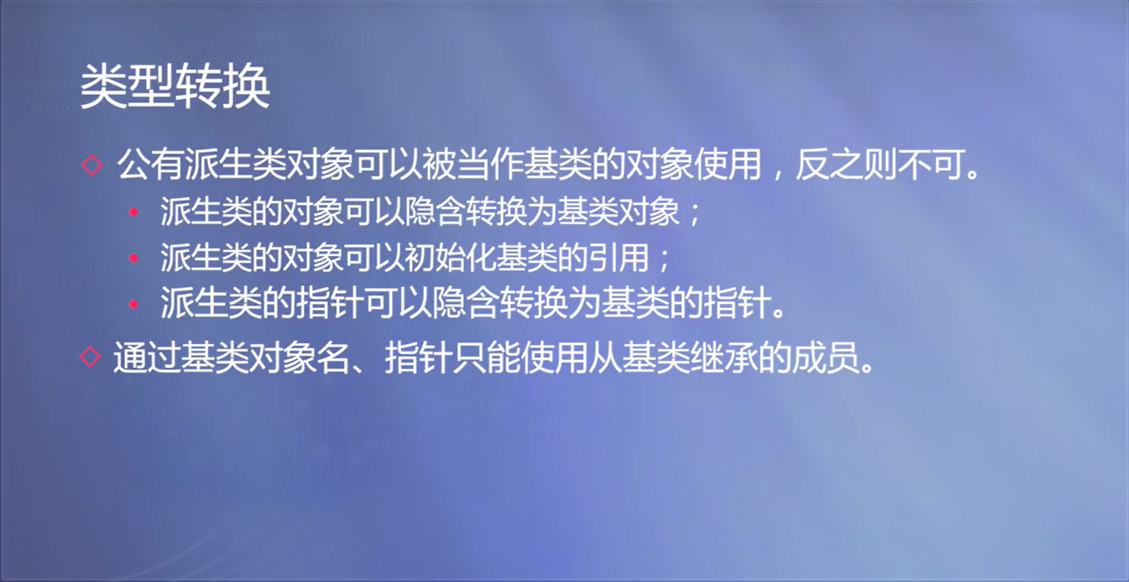 类型转换
公有派生类对象可以被当作基类的对象使用，反之则不可。
派生类的对象可以隐含转换为基类对象；
派生类的对象可以初始化基类的引用；
派生类的指针可以隐含转换为基类的指针。
通过基类对象名、指针只能使用从基类继承的成员。